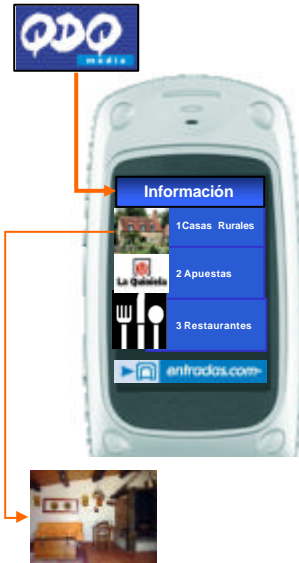 QDQ
media
Información
1Casas Rurales
La Quiniela
2 Apuestas
3 Restaurantes
entradas.com